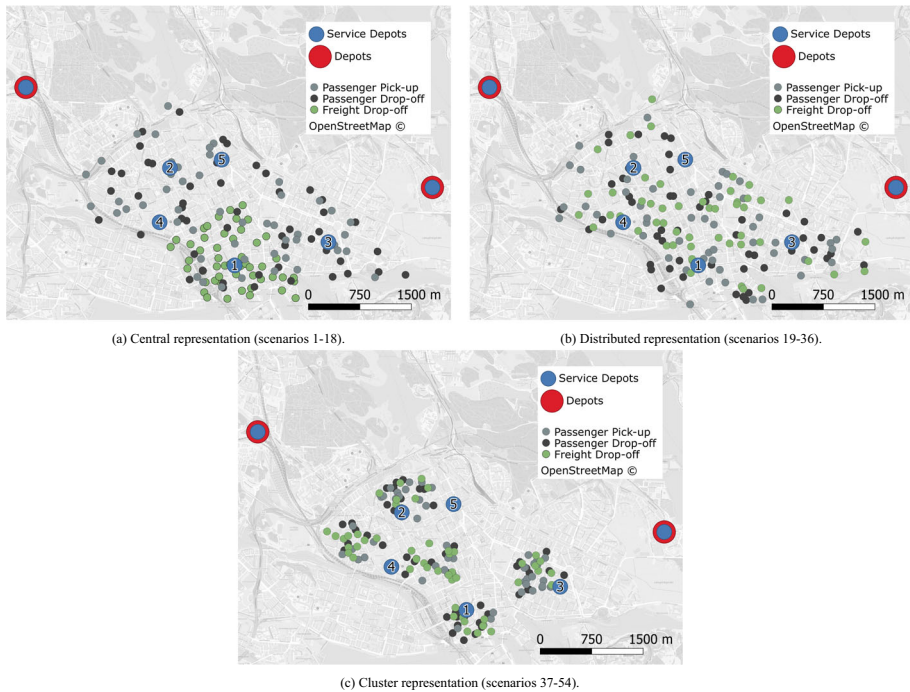 Service Depots
Depots
Passenger Pick-up
Passenger Drop-off
Freight Drop-off
OpenStreetMap ©
2
5
4
3
1
0 750 1500 m
(a) Central representation (scenarios 1-18).
Service Depots
Depots
Passenger Pick-up
Passenger Drop-off
Freight Drop-off
OpenStreetMap ©
2
5
4
3
1
0 750 1500 m
(b) Distributed representation (scenarios 19-36).
Service Depots
Depots
Passenger Pick-up
Passenger Drop-off
Freight Drop-off
OpenStreetMap ©
5
2
4
3
1
0 750 1500 m
(c) Cluster representation (scenarios 37-54).